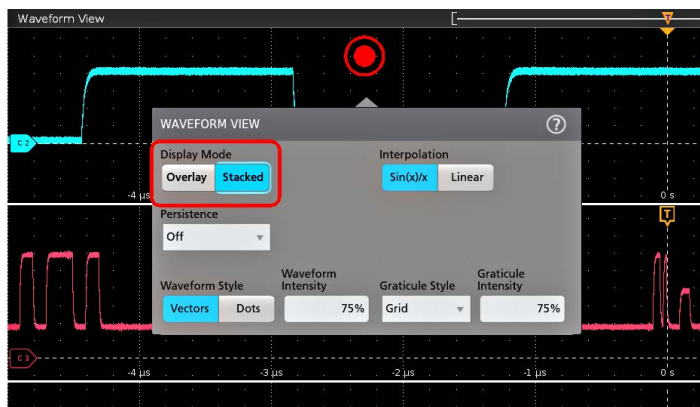 Waveform View
T
C 2
WAVEFORM VIEW
?
Display Mode
Interpolation
Overlay Stacked
Sin(x)/x Linear
-4 µs
0 s
Persistence
T
Off
Waveform Style
Waveform Intensity
Graticule Style
Graticule Intensity
Vectors Dots
75%
Grid
75%
C 3
-4 µs -3 µs -2 µs -1 µs 0 s